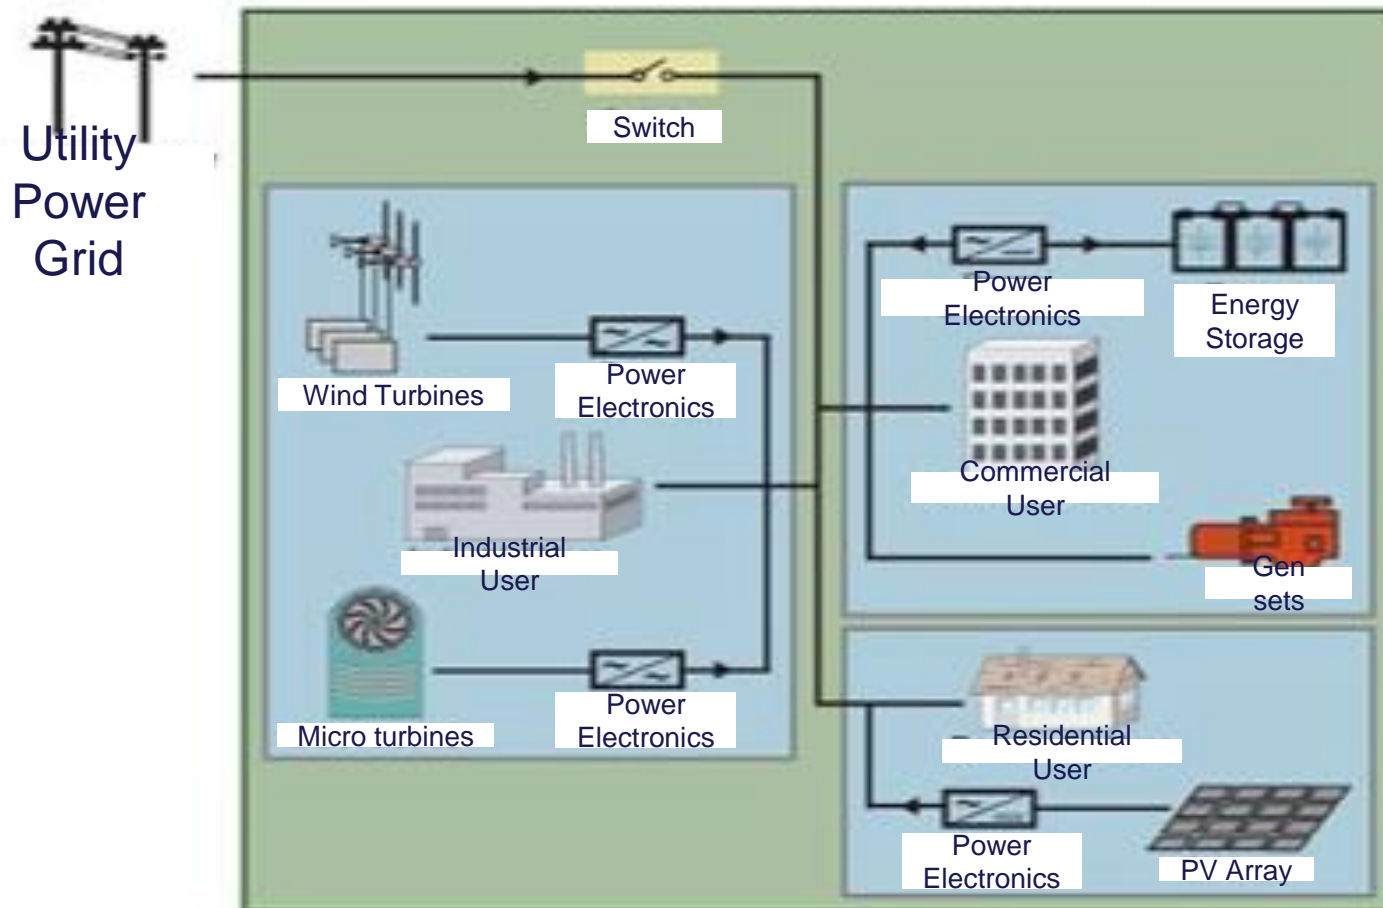 Utility
Power
Grid
Switch
Wind Turbines
Power
Electronics
Industrial
User
Micro turbines
Power
Electronics
Power
Electronics
Energy
Storage
Commercial
User
Gen
sets
Residential
User
Power
Electronics
PV Array